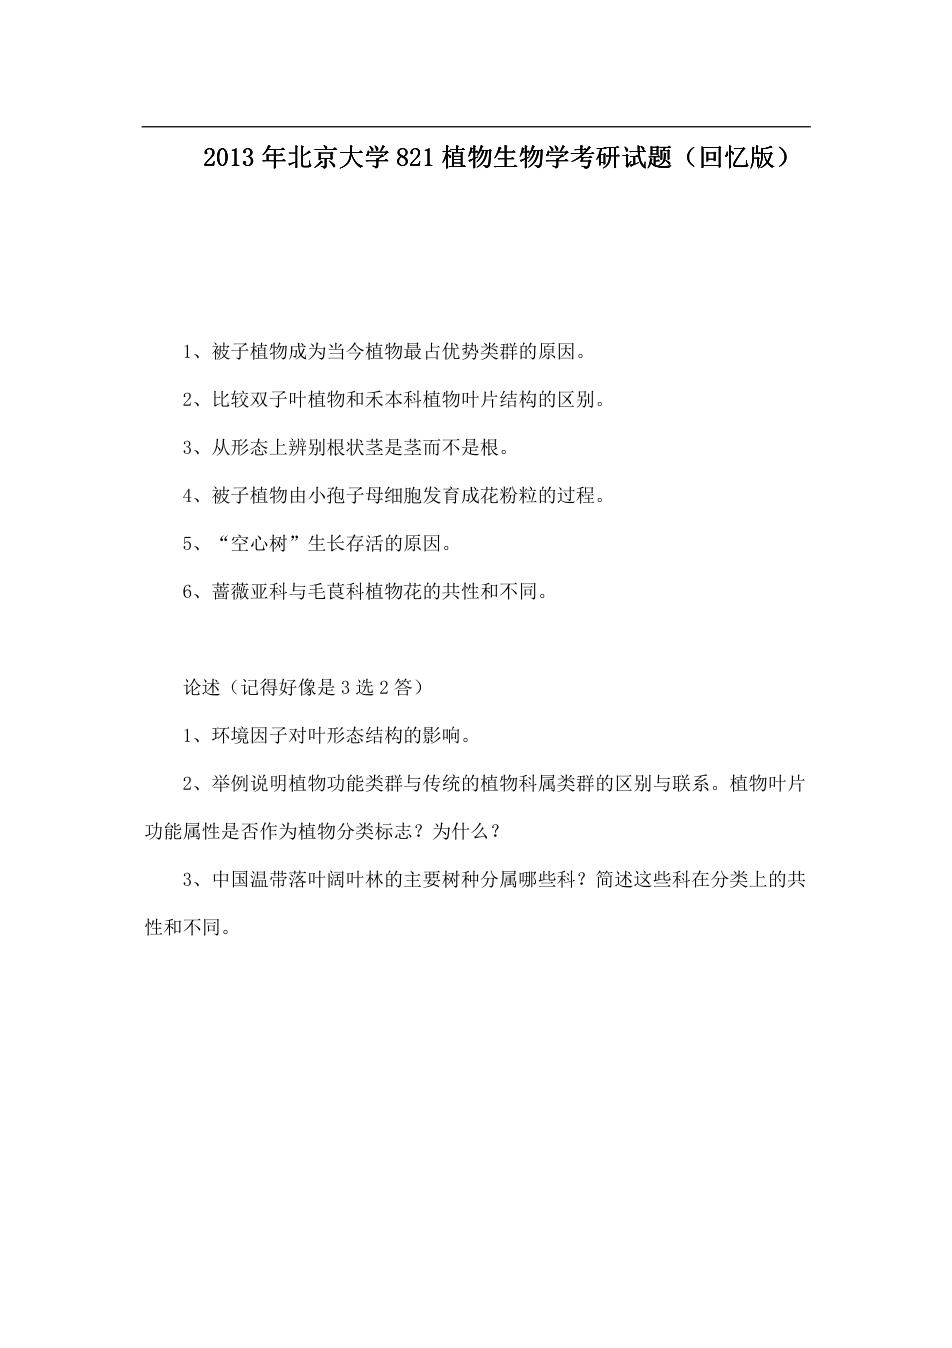 2013 年北京大学 821 植物生物学考研试题（回忆版）
1、被子植物成为当今植物最占优势类群的原因。
2、比较双子叶植物和禾本科植物叶片结构的区别。
3、从形态上辨别根状茎是茎而不是根。
4、被子植物由小孢子母细胞发育成花粉粒的过程。
5、“空心树”生长存活的原因。
6、蔷薇亚科与毛茛科植物花的共性和不同。
论述（记得好像是 3 选 2 答）
1、环境因子对叶形态结构的影响。
2、举例说明植物功能类群与传统的植物科属类群的区别与联系。植物叶片
功能属性是否作为植物分类标志？为什么？
3、中国温带落叶阔叶林的主要树种分属哪些科？简述这些科在分类上的共
性和不同。